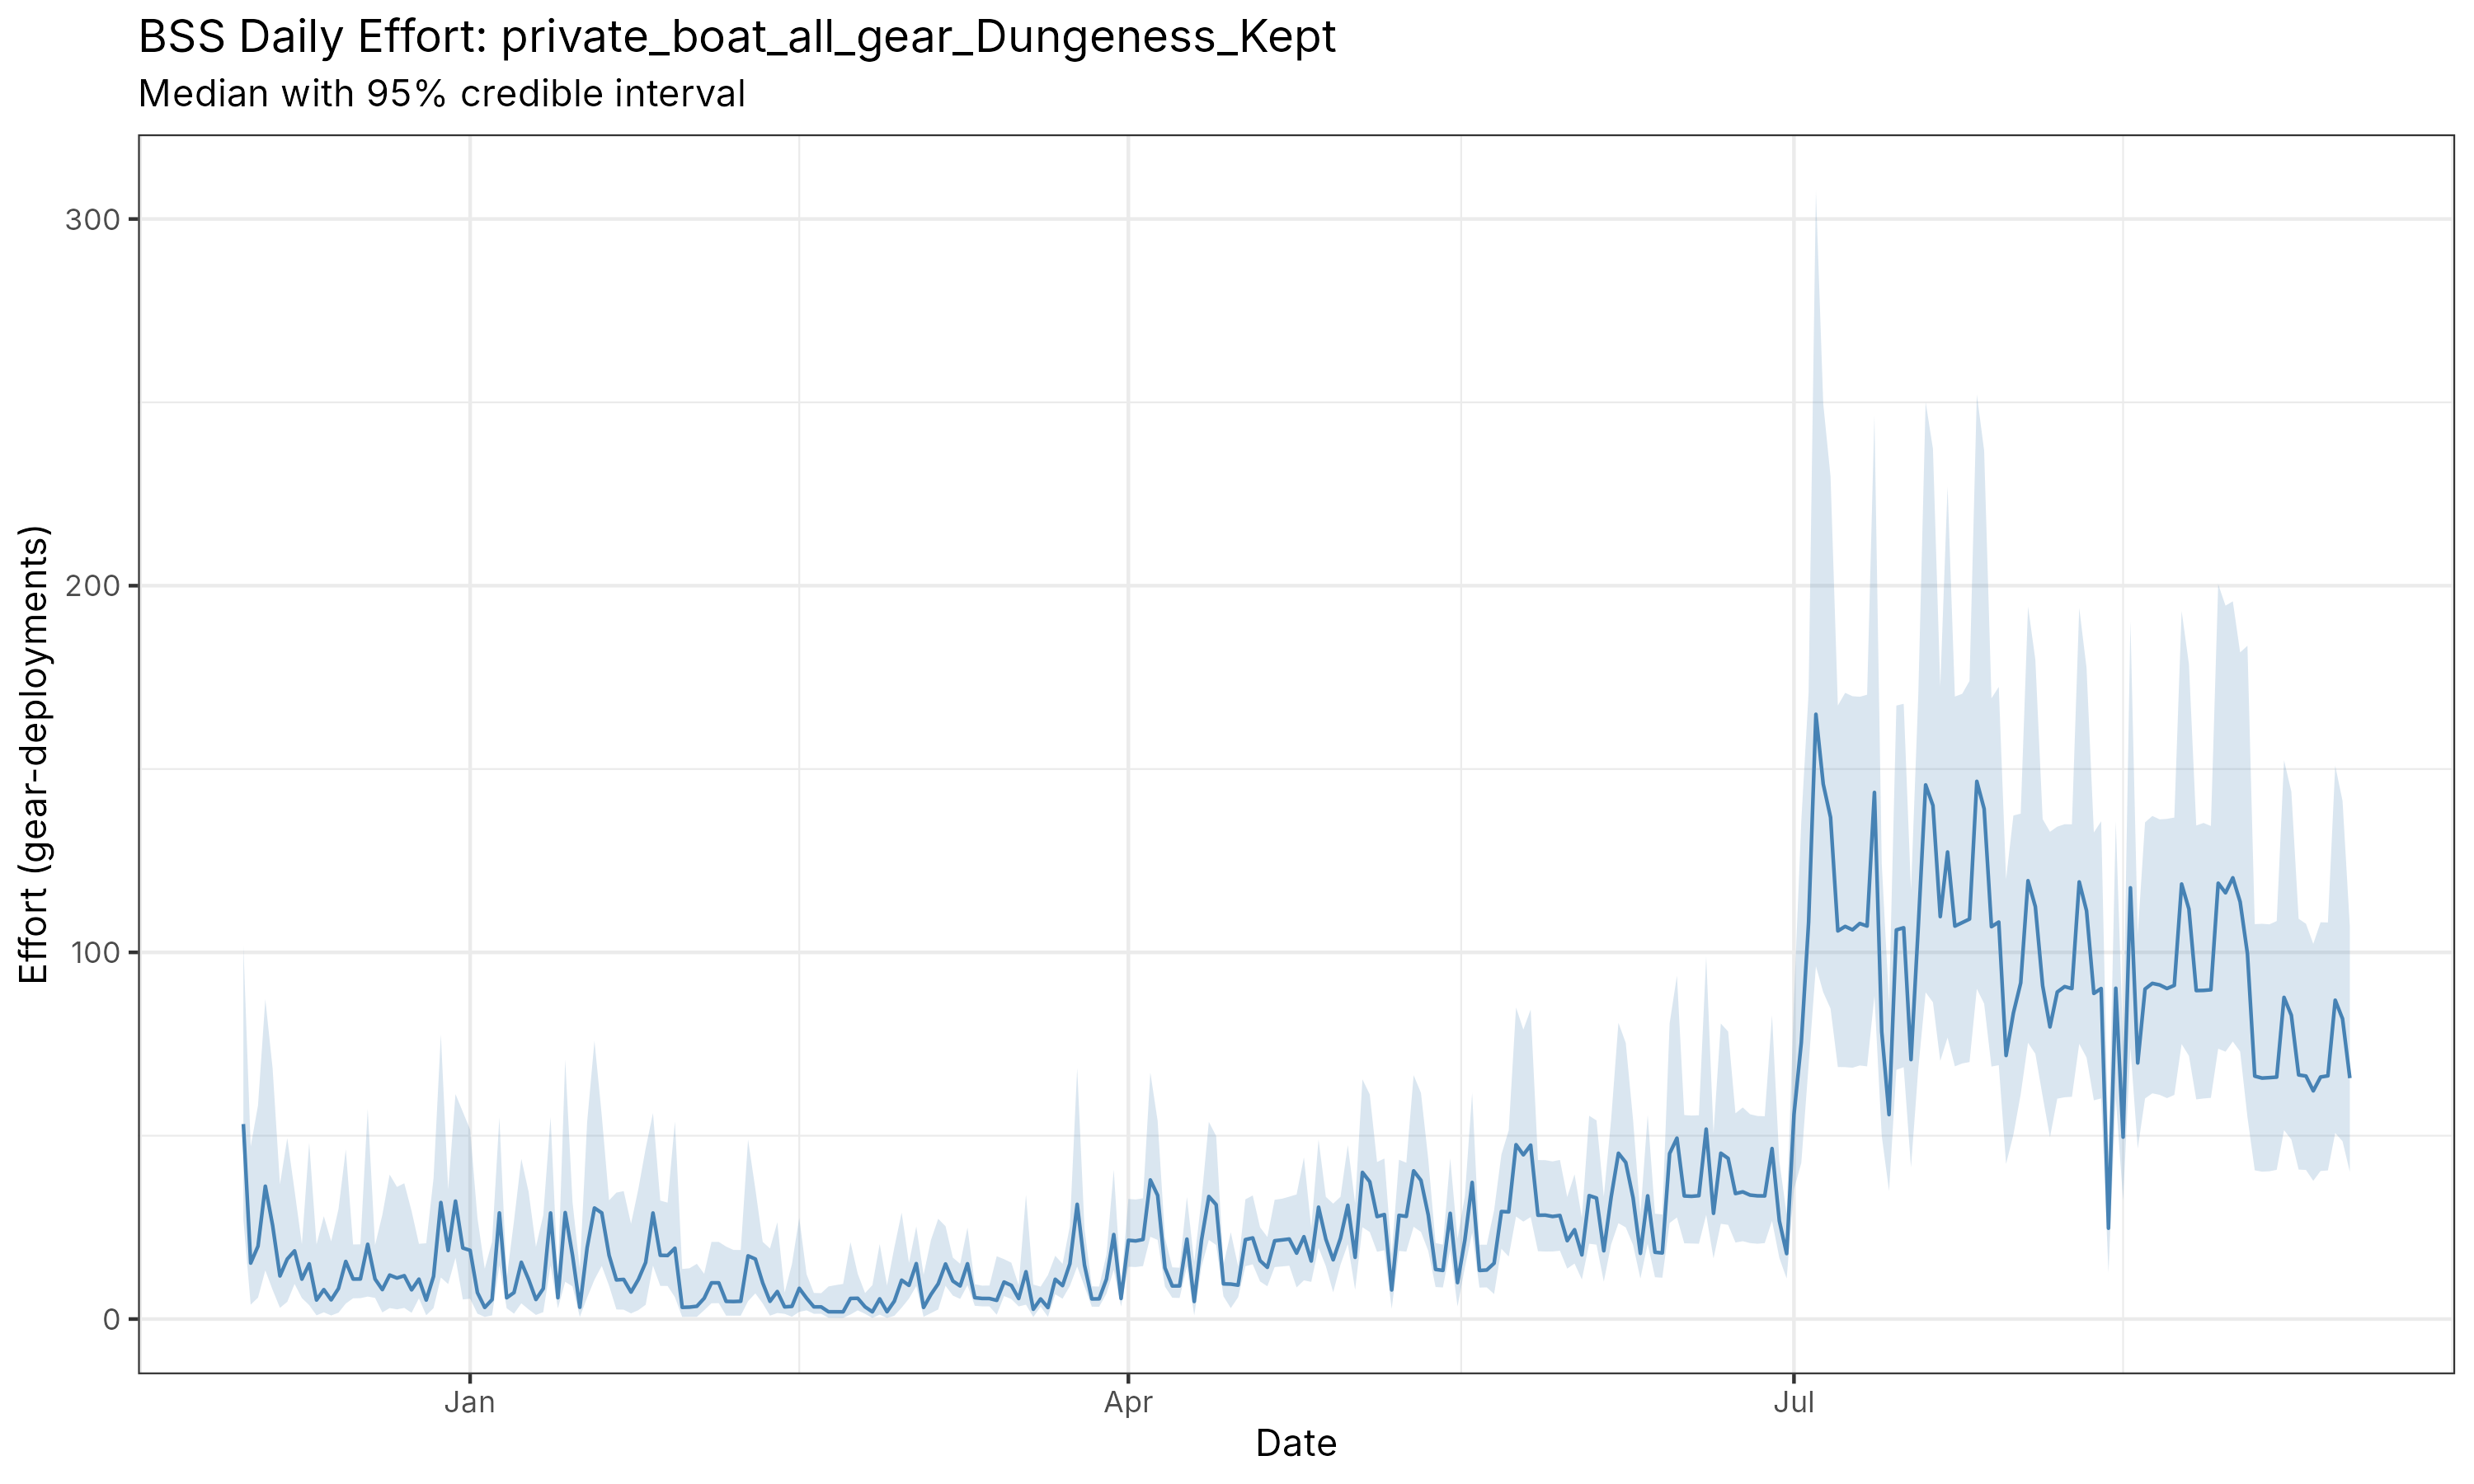 BSS Daily Effort: private_boat_all_gear_Dungeness_Kept
Median with 95% credible interval
Effort (gear-deployments)
300
200
100
0
Jan
Apr
Jul
Date